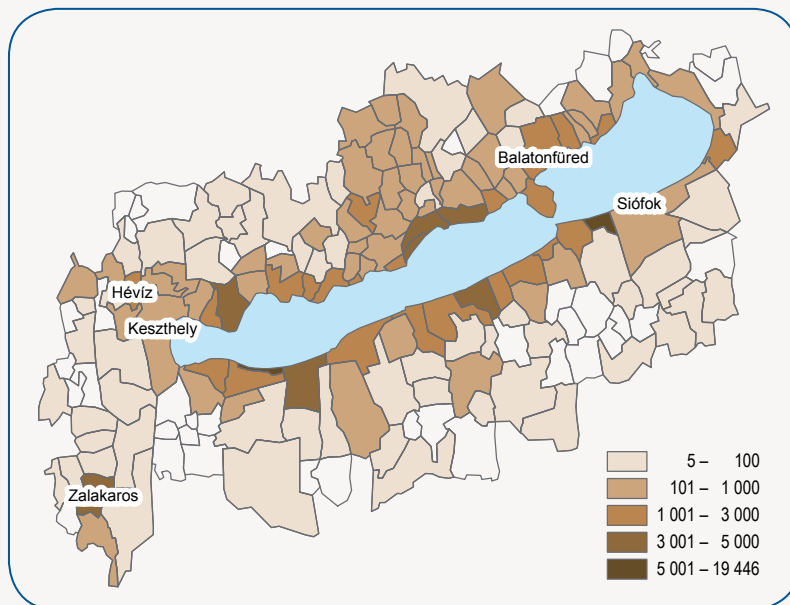 Balatonfüred
Siófok
Hévíz
Keszthely
Zalakaros
5 – 100
101 – 1 000
1 001 – 3 000
3 001 – 5 000
5 001 – 19 446